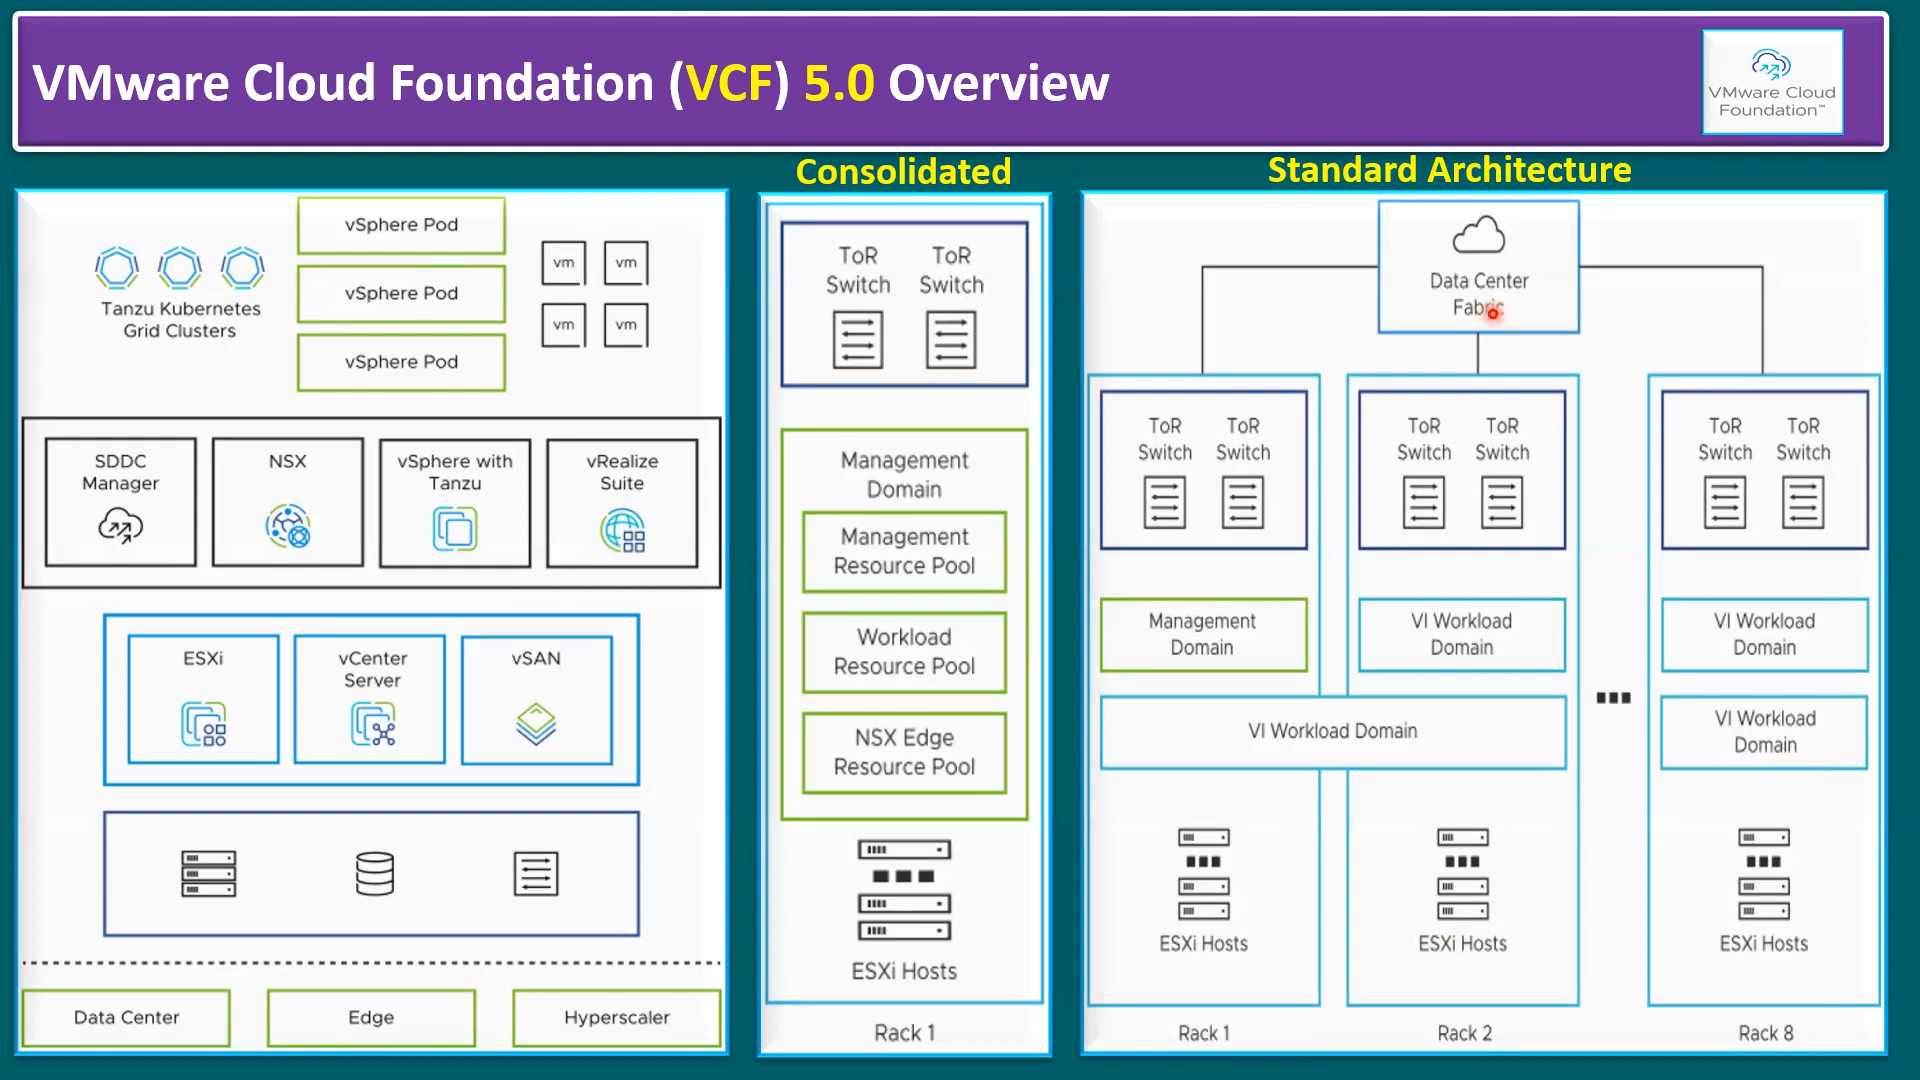 VMware Cloud Foundation (VCF) 5.0 Overview
VMware Cloud
Foundation™
vSphere Pod
vSphere Pod
vSphere Pod
Tanzu Kubernetes
Grid Clusters
vm
vm
vm
vm
SDDC
Manager
NSX
vSphere with
Tanzu
vRealize
Suite
ESXi
vCenter
Server
vSAN
Data Center
Edge
Hyperscaler
Consolidated
ToR
Switch
ToR
Switch
Management
Domain
Management
Resource Pool
Workload
Resource Pool
NSX Edge
Resource Pool
ESXi Hosts
Rack 1
Standard Architecture
Data Center
Fabric
ToR
Switch
ToR
Switch
ToR
Switch
ToR
Switch
ToR
Switch
ToR
Switch
Management
Domain
VI Workload
Domain
VI Workload
Domain
VI Workload Domain
VI Workload
Domain
ESXi Hosts
ESXi Hosts
ESXi Hosts
Rack 1
Rack 2
Rack 8